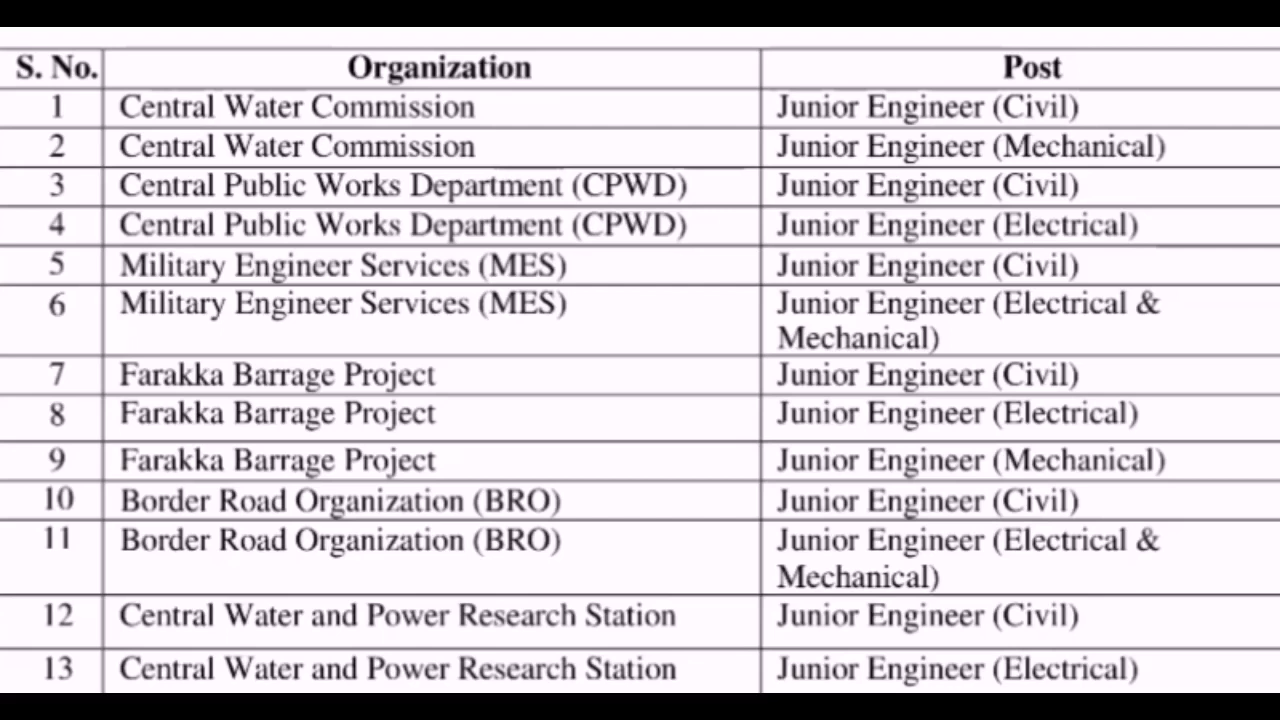 S. No. Organization Post
1 Central Water Commission Junior Engineer (Civil)
2 Central Water Commission Junior Engineer (Mechanical)
3 Central Public Works Department (CPWD) Junior Engineer (Civil)
4 Central Public Works Department (CPWD) Junior Engineer (Electrical)
5 Military Engineer Services (MES) Junior Engineer (Civil)
6 Military Engineer Services (MES) Junior Engineer (Electrical &
Mechanical)
7 Farakka Barrage Project Junior Engineer (Civil)
8 Farakka Barrage Project Junior Engineer (Electrical)
9 Farakka Barrage Project Junior Engineer (Mechanical)
10 Border Road Organization (BRO) Junior Engineer (Civil)
11 Border Road Organization (BRO) Junior Engineer (Electrical &
Mechanical)
12 Central Water and Power Research Station Junior Engineer (Civil)
13 Central Water and Power Research Station Junior Engineer (Electrical)